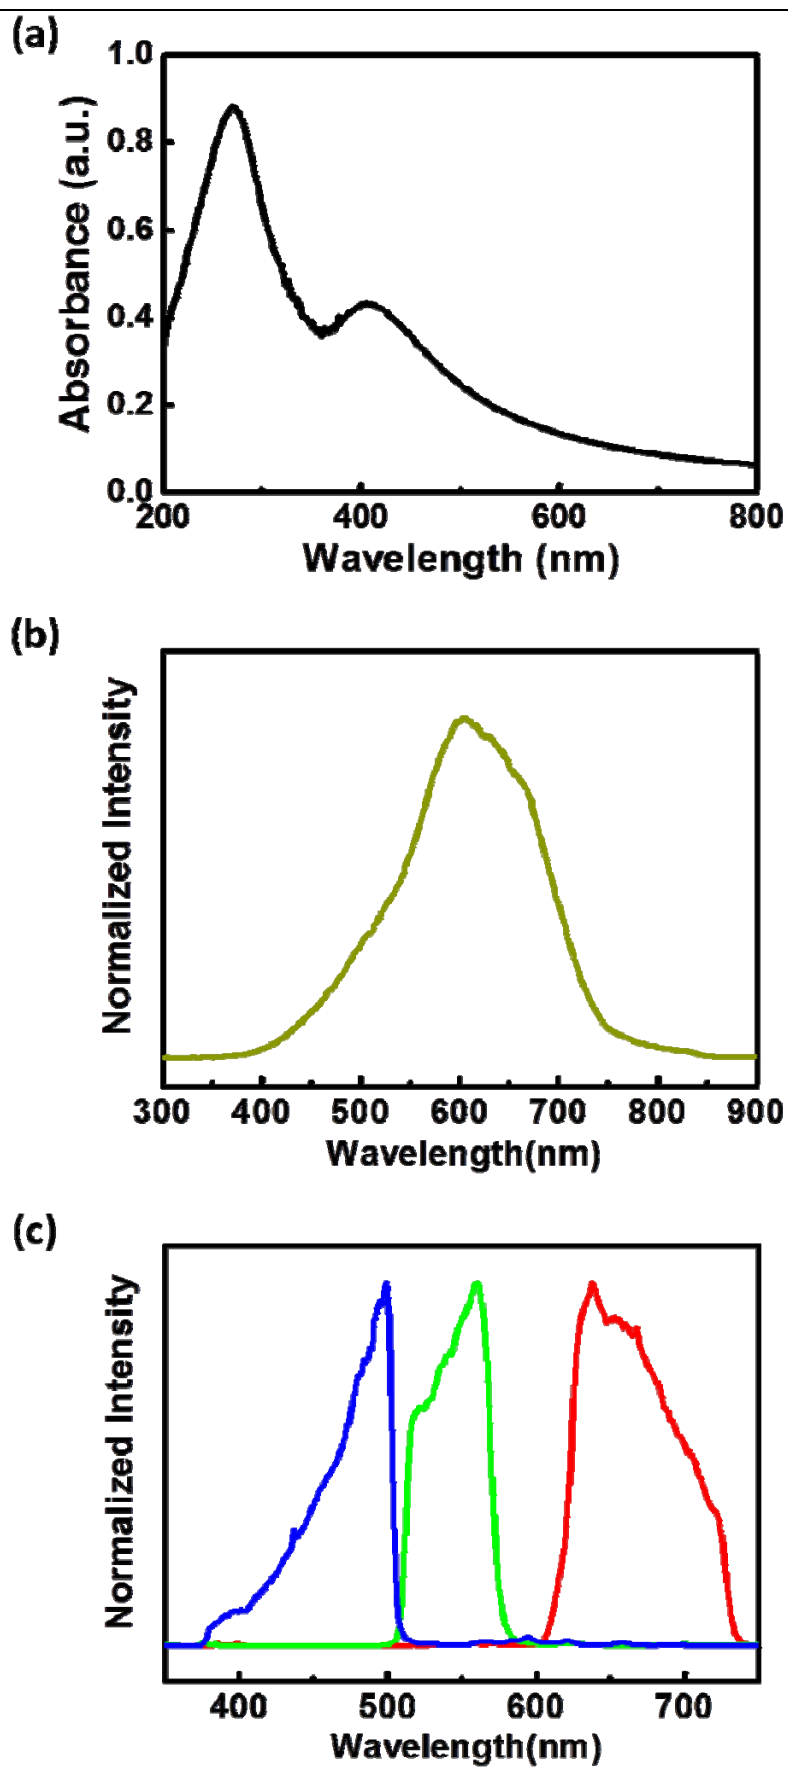 (a)
1.0
0.8
0.6
0.4
0.2
0.0
Absorbance (a.u.)
200 400 600 800
Wavelength (nm)
(b)
Normalized Intensity
300 400 500 600 700 800 900
Wavelength(nm)
(c)
Normalized Intensity
400 500 600 700
Wavelength(nm)